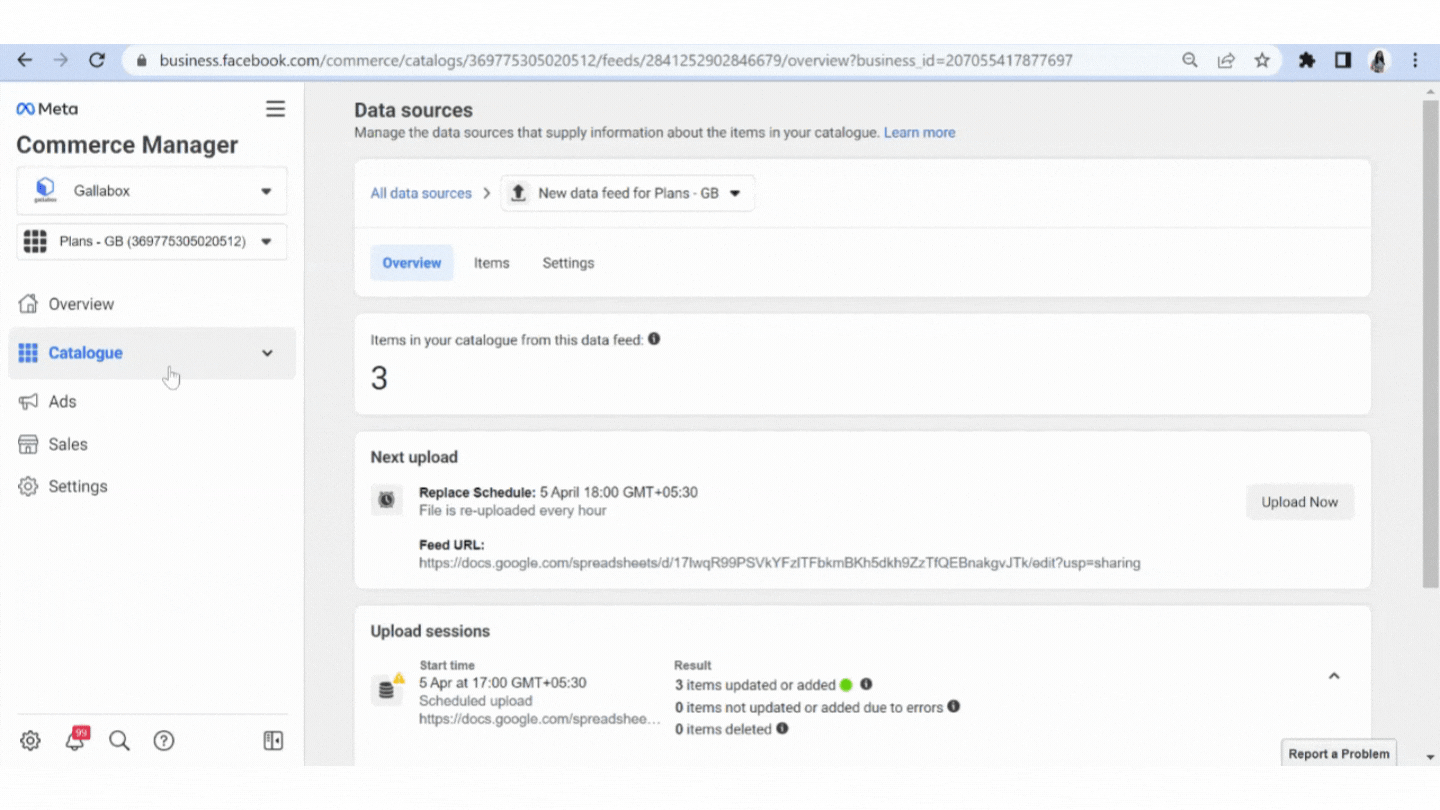 business.facebook.com/commerce/catalogs/369775305020512/feeds/2841252902846679/overview?business_id=207055417877697
Meta
Commerce Manager
gallabox
Gallabox
Plans - GB (369775305020512)
Overview
Catalogue
Ads
Sales
Settings
99
Data sources
Manage the data sources that supply information about the items in your catalogue. Learn more
All data sources
New data feed for Plans - GB
Overview
Items
Settings
Items in your catalogue from this data feed:
3
Next upload
Replace Schedule: 5 April 18:00 GMT+05:30
File is re-uploaded every hour
Upload Now
Feed URL:
https://docs.google.com/spreadsheets/d/17lwqR99PSVkYFzlTFbkmBKh5dkh9ZzTfQEBnakgvJTk/edit?usp=sharing
Upload sessions
Start time
5 Apr at 17:00 GMT+05:30
Scheduled upload
https://docs.google.com/spreadshee...
Result
3 items updated or added
0 items not updated or added due to errors
0 items deleted
Report a Problem